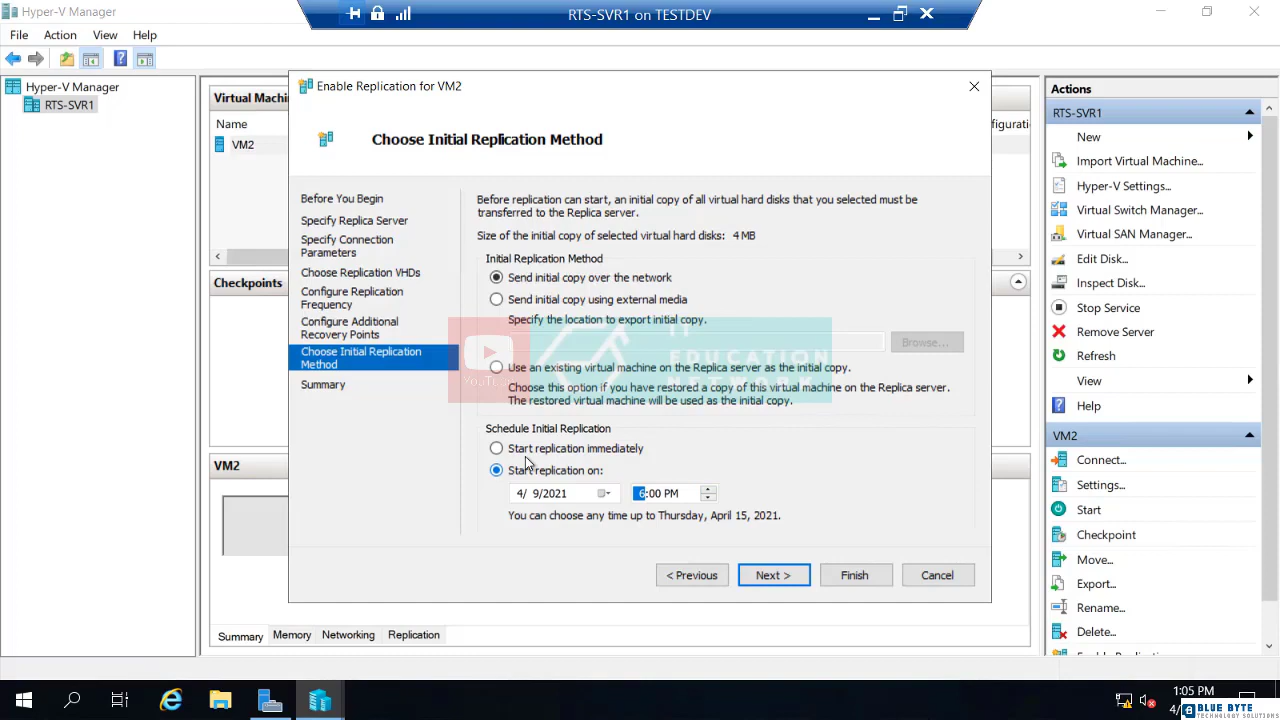 Hyper-V Manager
RTS-SVR1 on TESTDEV
File Action View Help
Hyper-V Manager
RTS-SVR1
Virtual Machi
Name
VM2
Checkpoints
VM2
Summary Memory Networking Replication
Enable Replication for VM2
Choose Initial Replication Method
Before You Begin
Specify Replica Server
Specify Connection
Parameters
Choose Replication VHDs
Configure Replication
Frequency
Configure Additional
Recovery Points
Choose Initial Replication
Method
Summary
Before replication can start, an initial copy of all virtual hard disks that you selected must be
transferred to the Replica server.
Size of the initial copy of selected virtual hard disks: 4 MB
Initial Replication Method
Send initial copy over the network
Send initial copy using external media
Specify the location to export initial copy.
Browse...
Use an existing virtual machine on the Replica server as the initial copy.
Choose this option if you have restored a copy of this virtual machine on the Replica server.
The restored virtual machine will be used as the initial copy.
YouTu
IT
EDUCATION
NETWORK
Schedule Initial Replication
Start replication immediately
Start replication on:
4/ 9/2021 6:00 PM
You can choose any time up to Thursday, April 15, 2021.
< Previous Next > Finish Cancel
figurati
Actions
RTS-SVR1
New
Import Virtual Machine...
Hyper-V Settings...
Virtual Switch Manager...
Virtual SAN Manager...
Edit Disk...
Inspect Disk...
Stop Service
Remove Server
Refresh
View
Help
VM2
Connect...
Settings...
Start
Checkpoint
Move...
Export...
Rename...
Delete...
1:05 PM
4/
BLUE BYTE
TECHNOLOGY SOLUTIONS